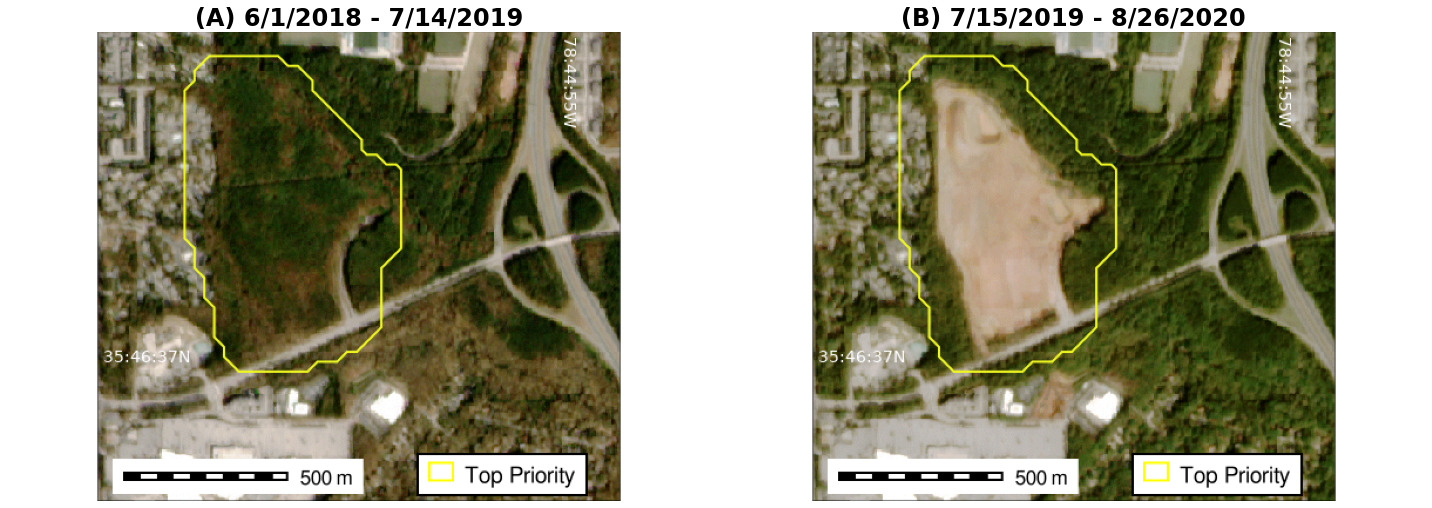 (A) 6/1/2018 - 7/14/2019
78:44:55W
35:46:37N
500 m
Top Priority
(B) 7/15/2019 - 8/26/2020
78:44:55W
35:46:37N
500 m
Top Priority